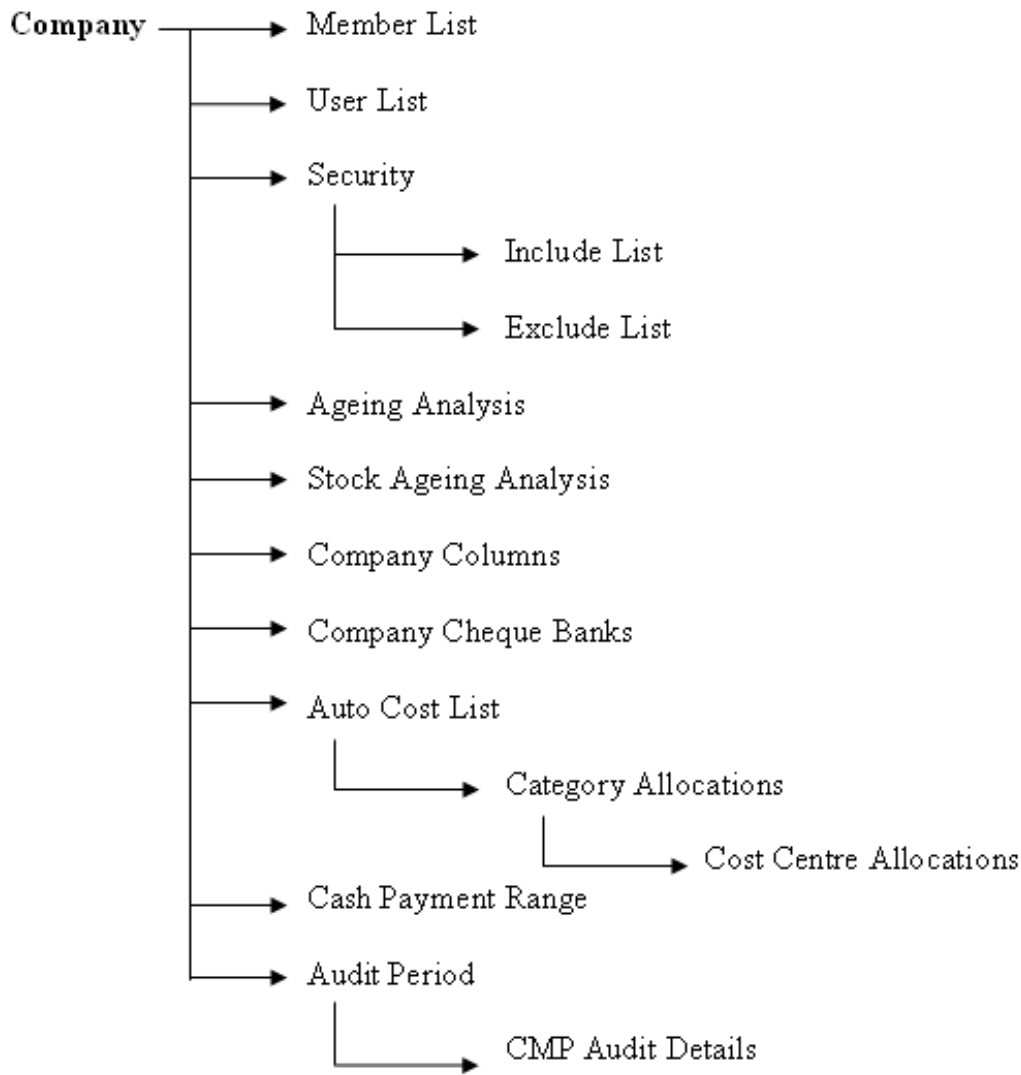 Company
Member List
User List
Security
Include List
Exclude List
Ageing Analysis
Stock Ageing Analysis
Company Columns
Company Cheque Banks
Auto Cost List
Category Allocations
Cost Centre Allocations
Cash Payment Range
Audit Period
CMP Audit Details